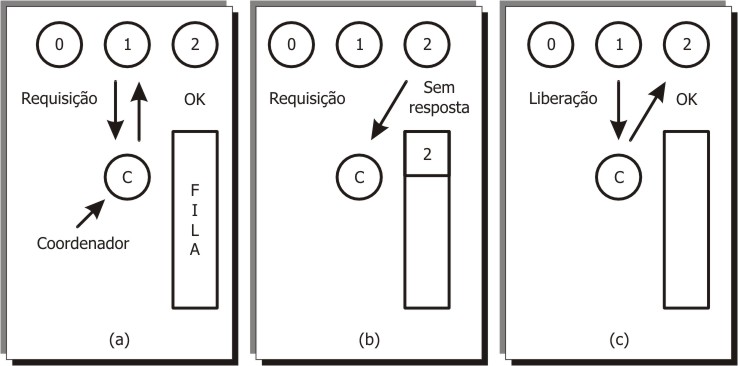 0 1 2
Requisição OK
C
F
I
L
A
Coordenador
(a)
0 1 2
Requisição Sem
resposta
2
C
(b)
0 1 2
Liberação OK
C
(c)